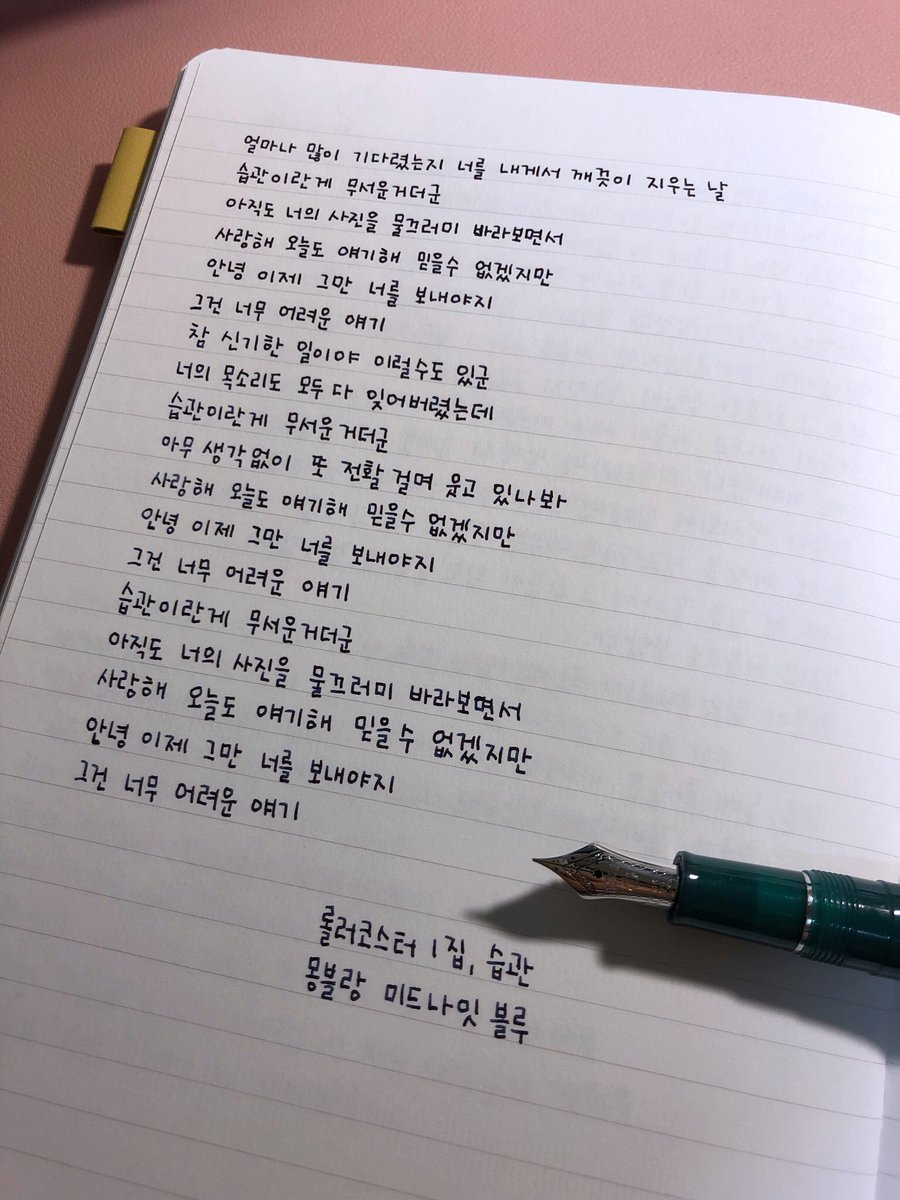 얼마나 많이 기다렸는지 너를 내게서 깨끗이 지우는 날
습관이란게 무서운거더군
아직도 너의 사진을 물끄러미 바라보면서
사랑해 오늘도 얘기해 믿을수 없겠지만
안녕 이제 그만 너를 보내야지
그건 너무 어려운 얘기
참 신기한 일이야 이럴수도 있군
너의 목소리도 모두 다 잊어버렸는데
습관이란게 무서운거더군
아무 생각없이 또 전활 걸며 웃고 있나봐
사랑해 오늘도 얘기해 믿을수 없겠지만
안녕 이제 그만 너를 보내야지
그건 너무 어려운 얘기
습관이란게 무서운거더군
아직도 너의 사진을 물끄러미 바라보면서
사랑해 오늘도 얘기해 믿을수 없겠지만
안녕 이제 그만 너를 보내야지
그건 너무 어려운 얘기
롤러코스터 1집, 습관
몽블랑 미드나잇 블루